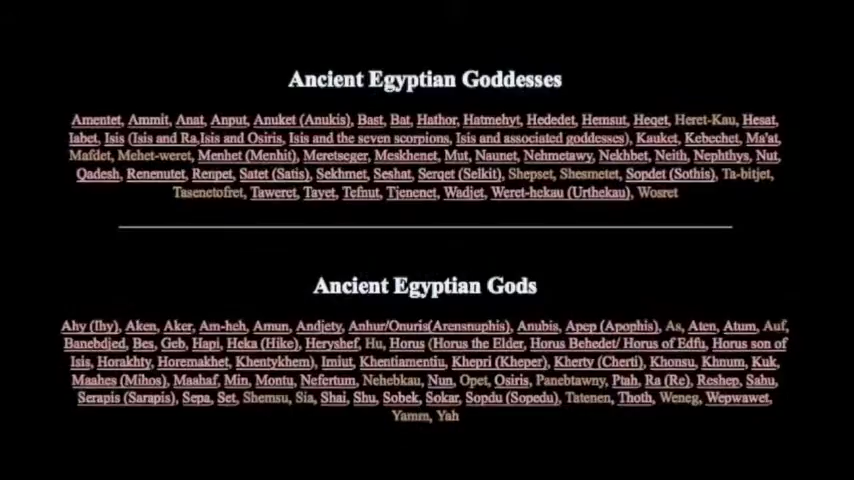 Ancient Egyptian Goddesses
Amentet, Ammit, Anat, Anput, Anuket (Anukis), Bast, Bat, Hathor, Hatmehyt, Hededet, Hemsut, Heqet, Heret-Kau, Hesat,
Iabet, Isis (Isis and Ra,Isis and Osiris, Isis and the seven scorpions, Isis and associated goddesses), Kauket, Kebechet, Ma'at,
Mafdet, Mehet-weret, Menhet (Menhit), Meretseger, Meskhenet, Mut, Naunet, Nehmetawy, Nekhbet, Neith, Nephthys, Nut,
Qadesh, Renenutet, Renpet, Satet (Satis), Sekhmet, Seshat, Serqet (Selkit), Shepset, Shesmetet, Sopdet (Sothis), Ta-bitjet,
Tasenetofret, Taweret, Tayet, Tefnut, Tjenenet, Wadjet, Weret-hekau (Urthekau), Wosret
Ancient Egyptian Gods
Ahy (Ihy), Aken, Aker, Am-heh, Amun, Andjety, Anhur/Onuris(Arensnuphis), Anubis, Apep (Apophis), As, Aten, Atum, Auf,
Banebdjed, Bes, Geb, Hapi, Heka (Hike), Heryshef, Hu, Horus (Horus the Elder, Horus Behedet/ Horus of Edfu, Horus son of
Isis, Horakhty, Horemakhet, Khentykhem), Imiut, Khentiamentiu, Khepri (Kheper), Kherty (Cherti), Khonsu, Khnum, Kuk,
Maahes (Mihos), Maahaf, Min, Montu, Nefertum, Nehebkau, Nun, Opet, Osiris, Panebtawny, Ptah, Ra (Re), Reshep, Sahu,
Serapis (Sarapis), Sepa, Set, Shemsu, Sia, Shai, Shu, Sobek, Sokar, Sopdu (Sopedu), Tatenen, Thoth, Weneg, Wepwawet,
Yamm, Yah